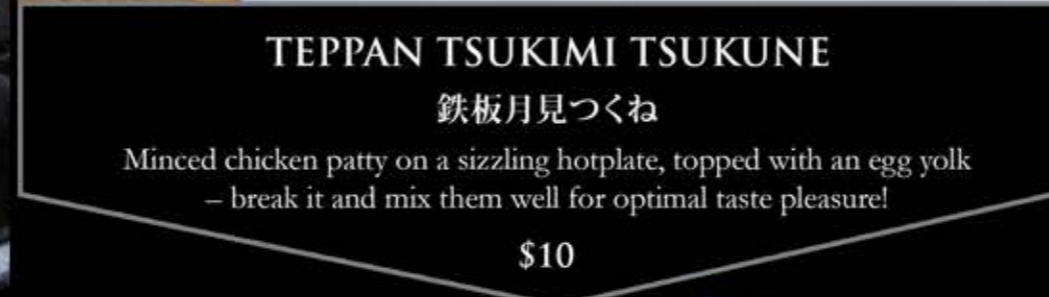 TEPPAN TSUKIMI TSUKUNE
鉄板月見つくね
Minced chicken patty on a sizzling hotplate, topped with an egg yolk
– break it and mix them well for optimal taste pleasure!
$10